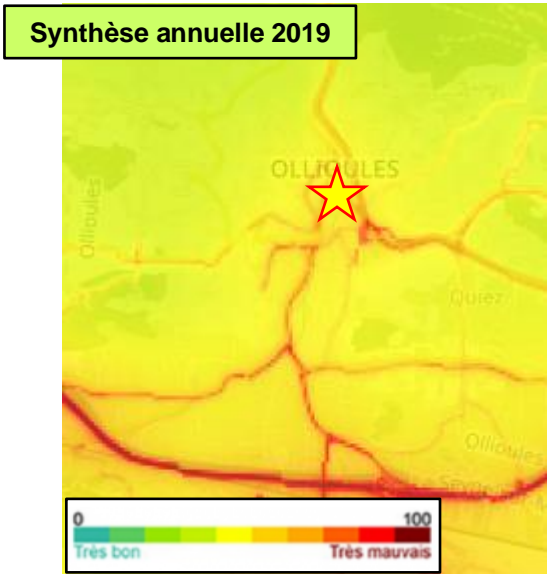 Synthèse annuelle 2019
OLLIOULES
Ollioules
Quiez
Ollioules
0 100
Très bon Très mauvais